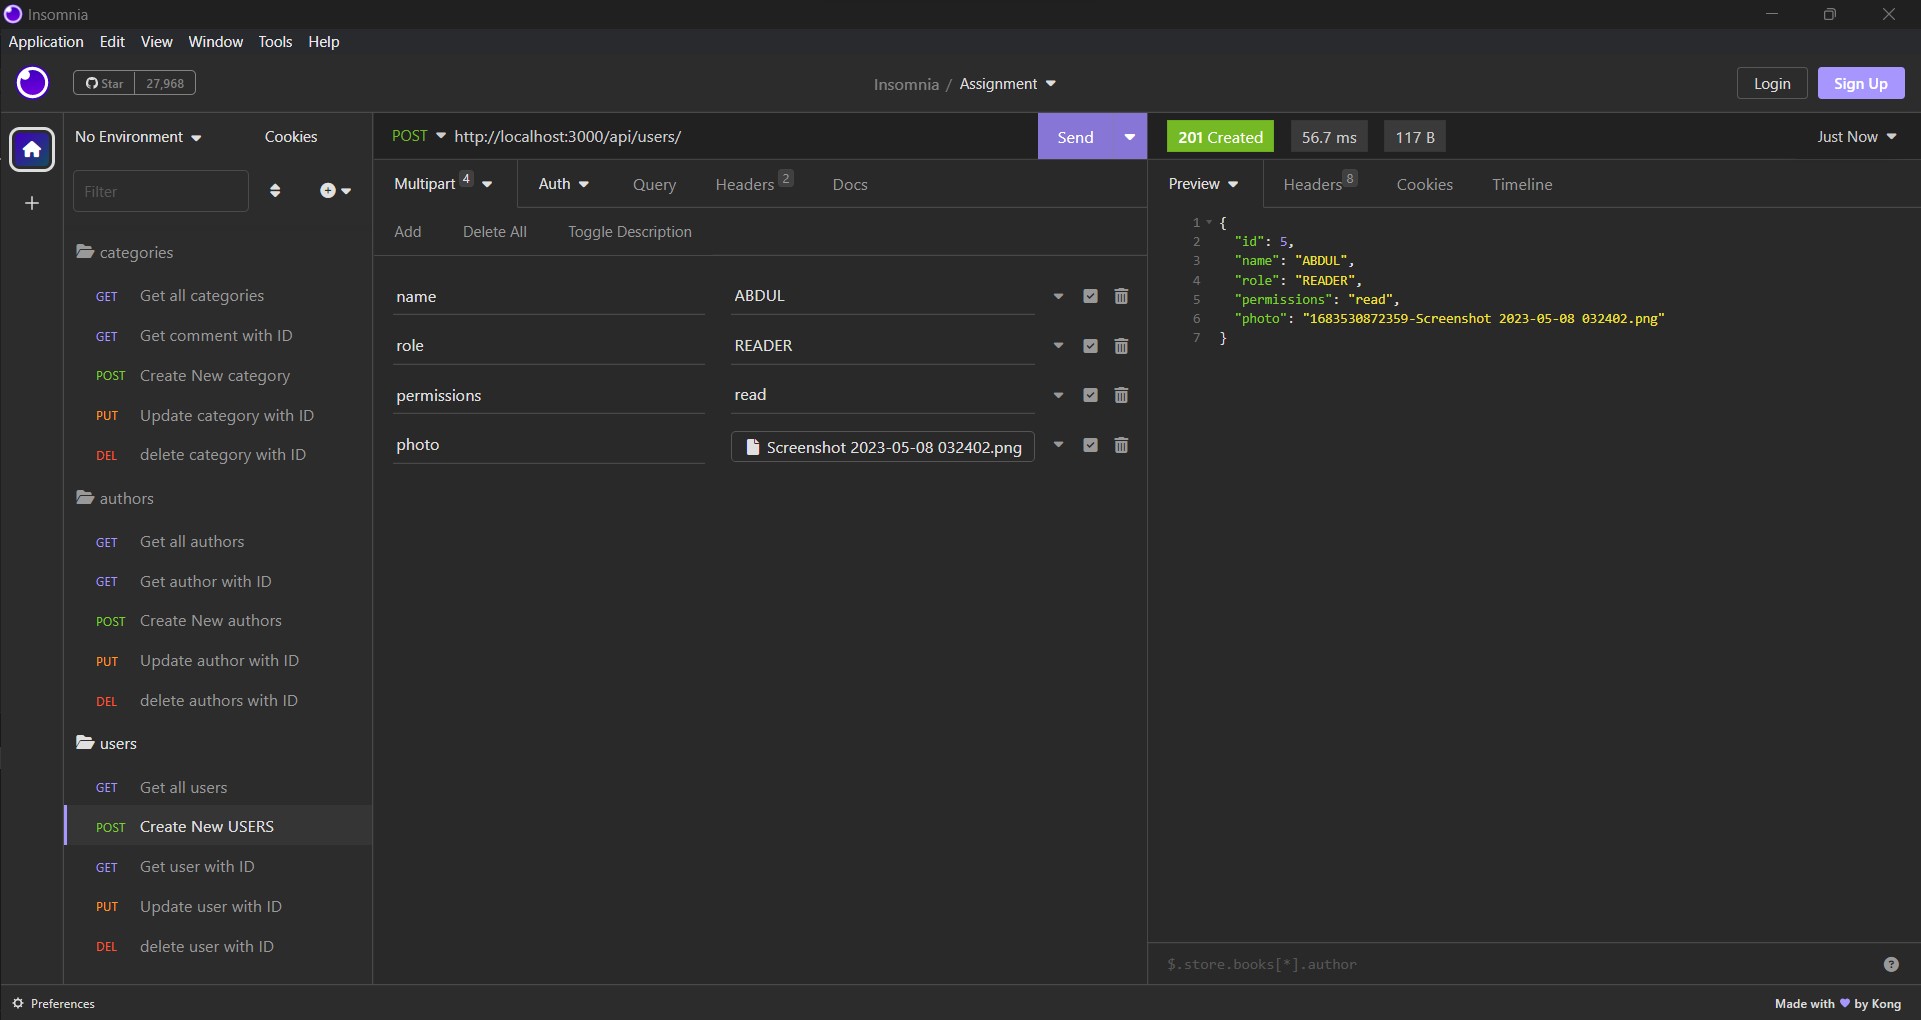 Insomnia
Application Edit View Window Tools Help
Star 27,968
Insomnia / Assignment
Login Sign Up
No Environment Cookies
Filter
categories
GET Get all categories
GET Get comment with ID
POST Create New category
PUT Update category with ID
DEL delete category with ID
authors
GET Get all authors
GET Get author with ID
POST Create New authors
PUT Update author with ID
DEL delete authors with ID
users
GET Get all users
POST Create New USERS
GET Get user with ID
PUT Update user with ID
DEL delete user with ID
POST http://localhost:3000/api/users/ Send
Multipart 4 Auth Query Headers 2 Docs
Add Delete All Toggle Description
name ABDUL
role READER
permissions read
photo Screenshot 2023-05-08 032402.png
201 Created 56.7 ms 117 B Just Now
Preview Headers 8 Cookies Timeline
1 {
2 "id": 5,
3 "name": "ABDUL",
4 "role": "READER",
5 "permissions": "read",
6 "photo": "1683530872359-Screenshot 2023-05-08 032402.png"
7 }
$.store.books[*].author ?
Preferences
Made with 💜 by Kong